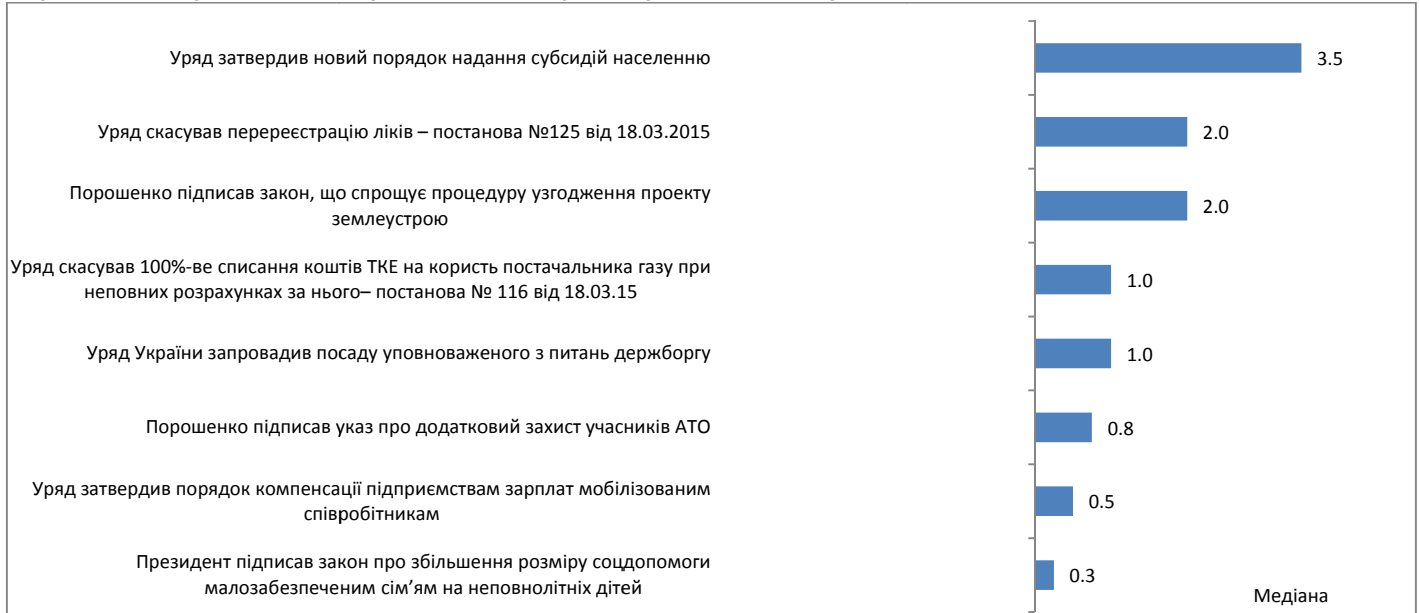 Уряд затвердив новий порядок надання субсидій населенню
3.5
Уряд скасував перереєстрацію ліків – постанова №125 від 18.03.2015
2.0
Порошенко підписав закон, що спрощує процедуру узгодження проекту
землеустрою
2.0
Уряд скасував 100%-ве списання коштів ТКЕ на користь постачальника газу при
неповних розрахунках за нього– постанова № 116 від 18.03.15
1.0
Уряд України запровадив посаду уповноваженого з питань держборгу
1.0
Порошенко підписав указ про додатковий захист учасників АТО
0.8
Уряд затвердив порядок компенсації підприємствам зарплат мобілізованим
співробітникам
0.5
Президент підписав закон про збільшення розміру соцдопомоги
малозабезпеченим сім’ям на неповнолітніх дітей
0.3
Медіана